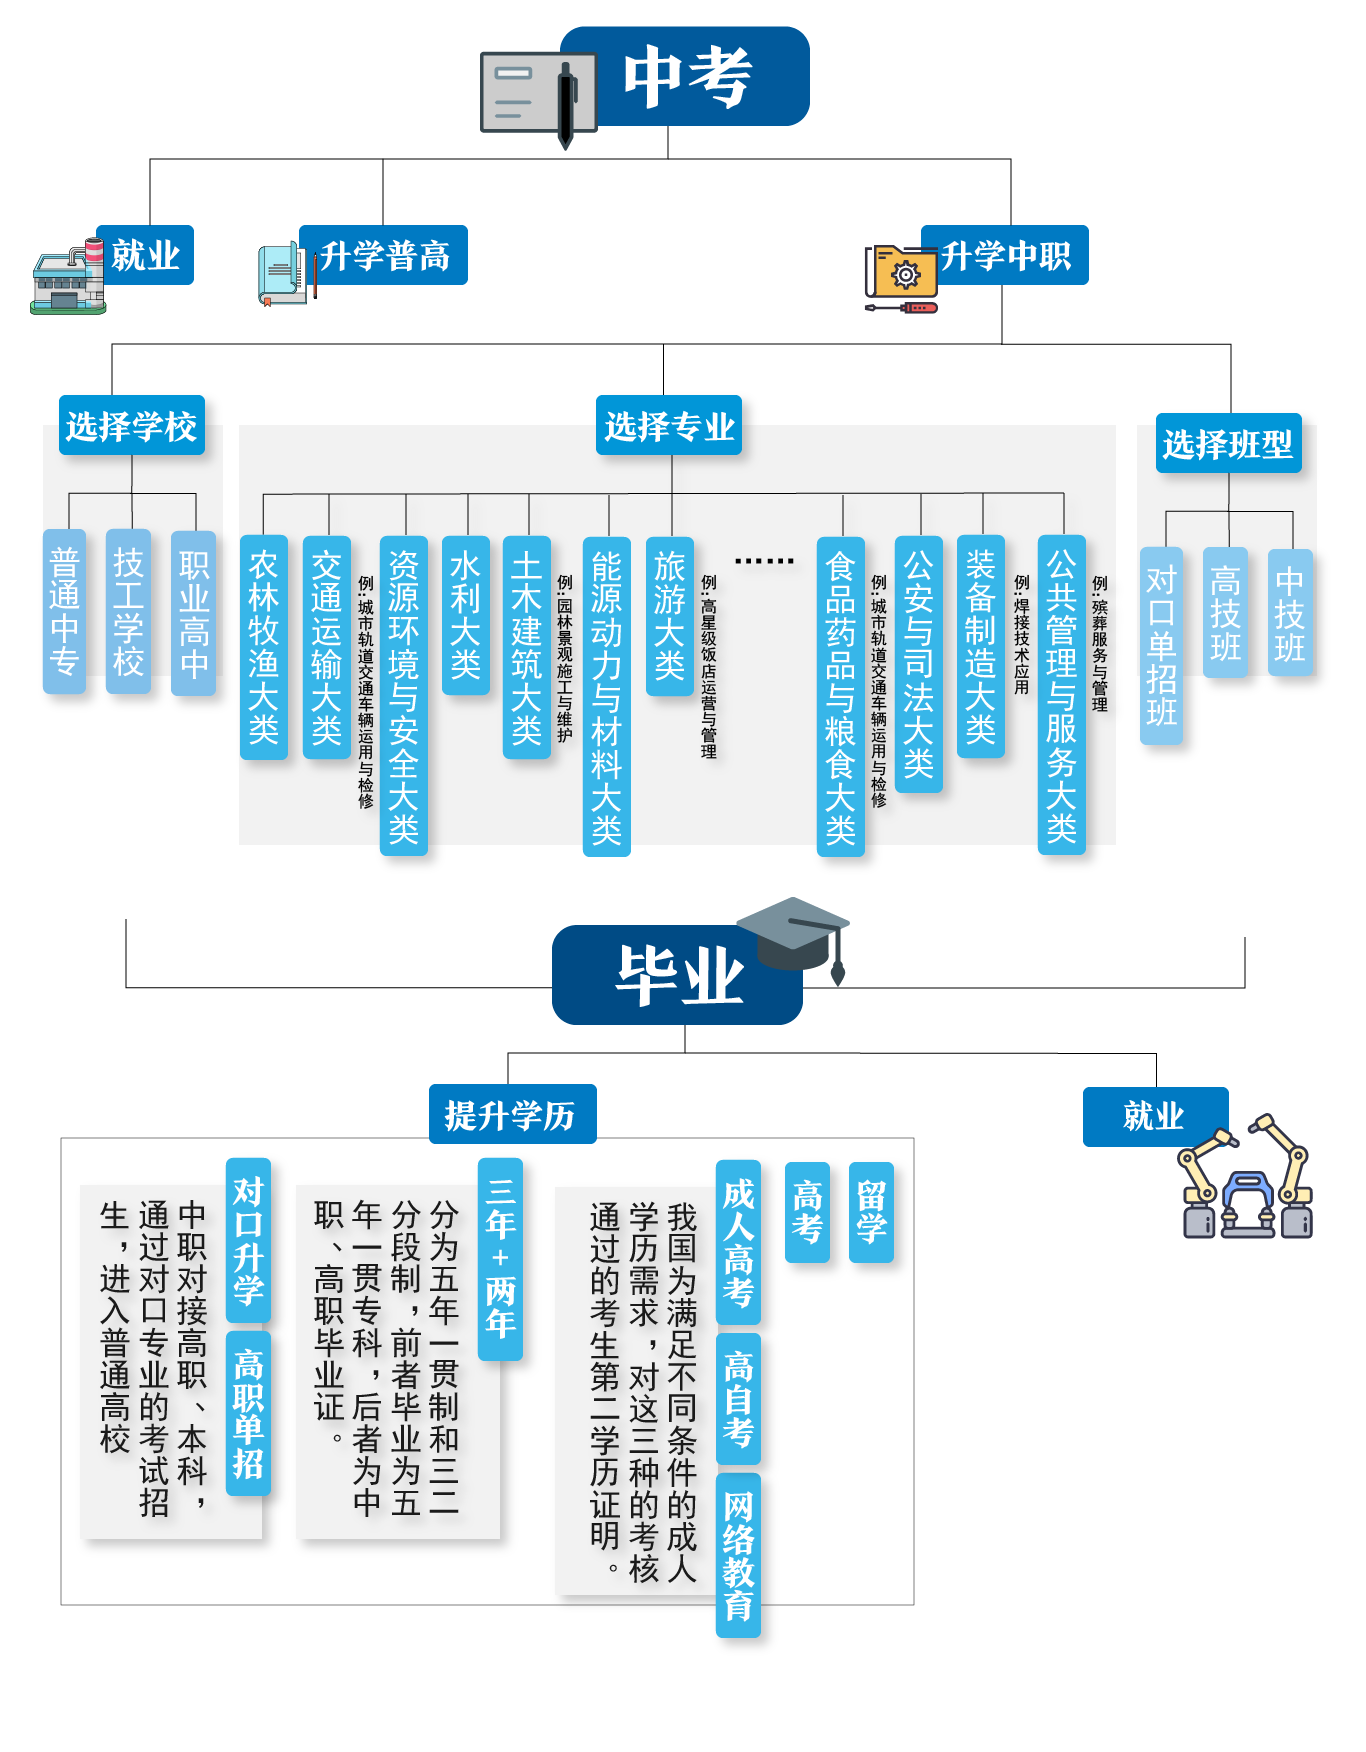 中考
就业
升学普高
升学中职
选择学校
选择专业
选择班型
普通中专
技工学校
职业高中
农林牧渔大类
交通运输大类
例：城市轨道交通车辆运用与检修
资源环境与安全大类
水利大类
土木建筑大类
例：园林景观施工与维护
能源动力与材料大类
旅游大类
例：高星级饭店运营与管理
……
食品药品与粮食大类
例：城市轨道交通车辆运用与检修
公安与司法大类
装备制造大类
例：焊接技术应用
公共管理与服务大类
例：殡葬服务与管理
对口单招班
高技班
中技班
毕业
提升学历
就业
对口升学
高职单招
中职对接高职、本科，
通过对口专业的考试招
生，进入普通高校
三年+两年
分为五年一贯制和三二
分段制，前者毕业为五
年一贯专科，后者为中
职、高职毕业证。
成人高考
高自考
网络教育
我国为满足不同条件的成人
学历需求，对这三种的考核
通过的考生第二学历证明。
高考
留学